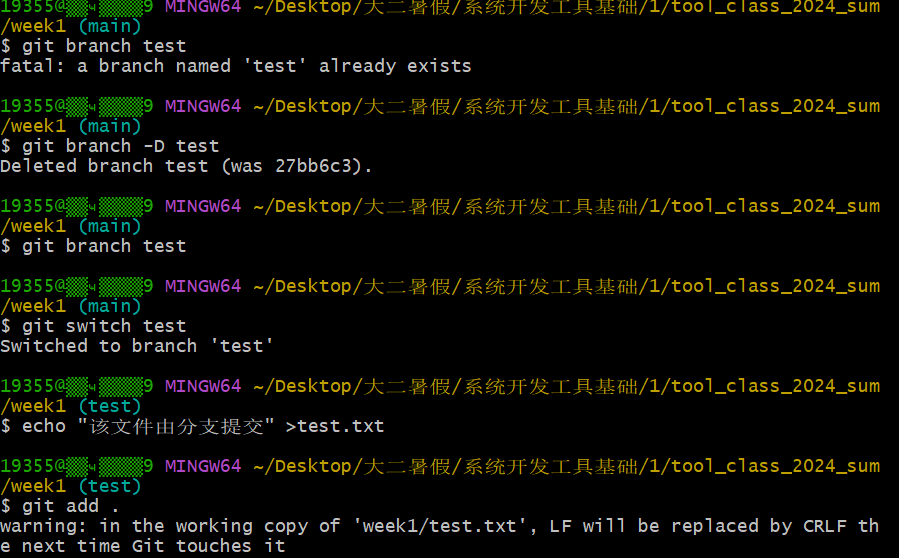 19355@▒▒ч▒▒▒▒▒9 MINGW64 ~/Desktop/大二暑假/系统开发工具基础/1/tool_class_2024_sum
/week1 (main)
$ git branch test
fatal: a branch named 'test' already exists
19355@▒▒ч▒▒▒▒▒9 MINGW64 ~/Desktop/大二暑假/系统开发工具基础/1/tool_class_2024_sum
/week1 (main)
$ git branch -D test
Deleted branch test (was 27bb6c3).
19355@▒▒ч▒▒▒▒▒9 MINGW64 ~/Desktop/大二暑假/系统开发工具基础/1/tool_class_2024_sum
/week1 (main)
$ git branch test
19355@▒▒ч▒▒▒▒▒9 MINGW64 ~/Desktop/大二暑假/系统开发工具基础/1/tool_class_2024_sum
/week1 (main)
$ git switch test
Switched to branch 'test'
19355@▒▒ч▒▒▒▒▒9 MINGW64 ~/Desktop/大二暑假/系统开发工具基础/1/tool_class_2024_sum
/week1 (test)
$ echo "该文件由分支提交" >test.txt
19355@▒▒ч▒▒▒▒▒9 MINGW64 ~/Desktop/大二暑假/系统开发工具基础/1/tool_class_2024_sum
/week1 (test)
$ git add .
warning: in the working copy of 'week1/test.txt', LF will be replaced by CRLF th
e next time Git touches it